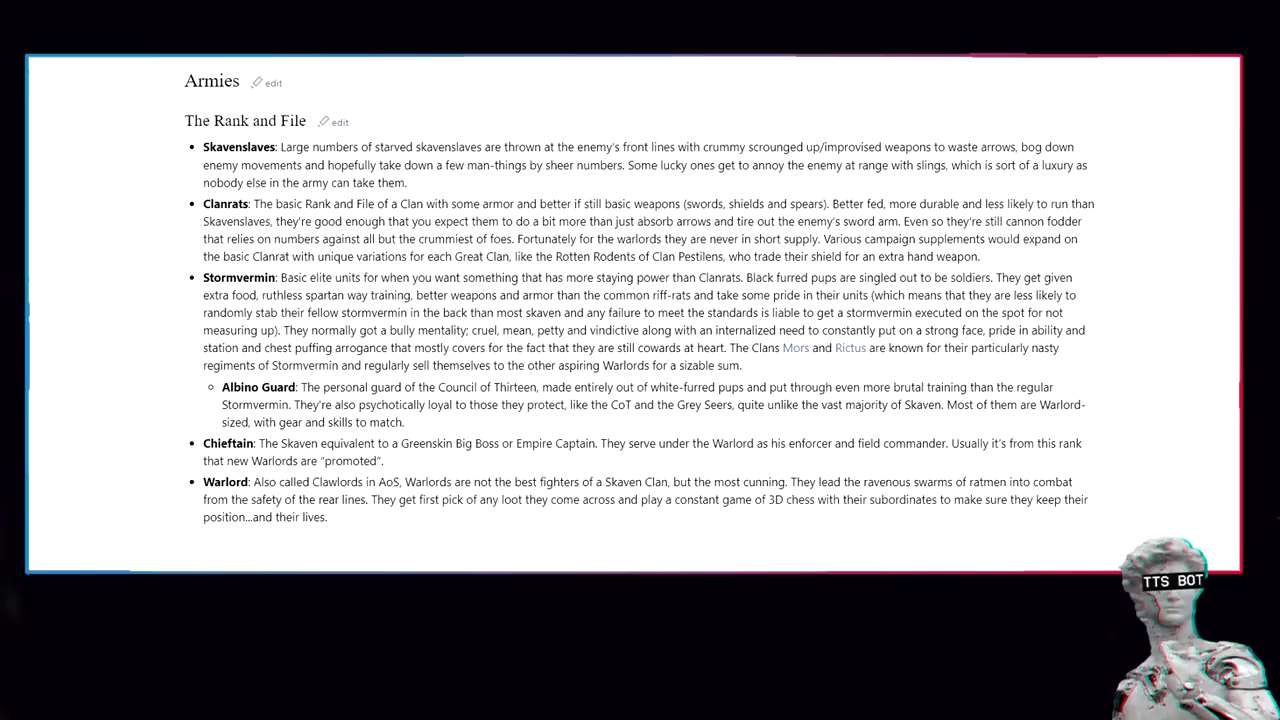 Armies edit
The Rank and File edit
• Skavenslaves: Large numbers of starved skavenslaves are thrown at the enemy's front lines with crummy scrounged up/improvised weapons to waste arrows, bog down
enemy movements and hopefully take down a few man-things by sheer numbers. Some lucky ones get to annoy the enemy at range with slings, which is sort of a luxury as
nobody else in the army can take them.
• Clanrats: The basic Rank and File of a Clan with some armor and better if still basic weapons (swords, shields and spears). Better fed, more durable and less likely to run than
Skavenslaves, they're good enough that you expect them to do a bit more than just absorb arrows and tire out the enemy's sword arm. Even so they're still cannon fodder
that relies on numbers against all but the crummiest of foes. Fortunately for the warlords they are never in short supply. Various campaign supplements would expand on
the basic Clanrat with unique variations for each Great Clan, like the Rotten Rodents of Clan Pestilens, who trade their shield for an extra hand weapon.
• Stormvermin: Basic elite units for when you want something that has more staying power than Clanrats. Black furred pups are singled out to be soldiers. They get given
extra food, ruthless spartan way training, better weapons and armor than the common riff-rats and take some pride in their units (which means that they are less likely to
randomly stab their fellow stormvermin in the back than most skaven and any failure to meet the standards is liable to get a stormvermin executed on the spot for not
measuring up). They normally got a bully mentality; cruel, mean, petty and vindictive along with an internalized need to constantly put on a strong face, pride in ability and
station and chest puffing arrogance that mostly covers for the fact that they are still cowards at heart. The Clans Mors and Rictus are known for their particularly nasty
regiments of Stormvermin and regularly sell themselves to the other aspiring Warlords for a sizable sum.
◦ Albino Guard: The personal guard of the Council of Thirteen, made entirely out of white-furred pups and put through even more brutal training than the regular
Stormvermin. They're also psychotically loyal to those they protect, like the CoT and the Grey Seers, quite unlike the vast majority of Skaven. Most of them are Warlord-
sized, with gear and skills to match.
• Chieftain: The Skaven equivalent to a Greenskin Big Boss or Empire Captain. They serve under the Warlord as his enforcer and field commander. Usually it's from this rank
that new Warlords are “promoted”.
• Warlord: Also called Clawlords in AoS, Warlords are not the best fighters of a Skaven Clan, but the most cunning. They lead the ravenous swarms of ratmen into combat
from the safety of the rear lines. They get first pick of any loot they come across and play a constant game of 3D chess with their subordinates to make sure they keep their
position...and their lives.
TTS BOT